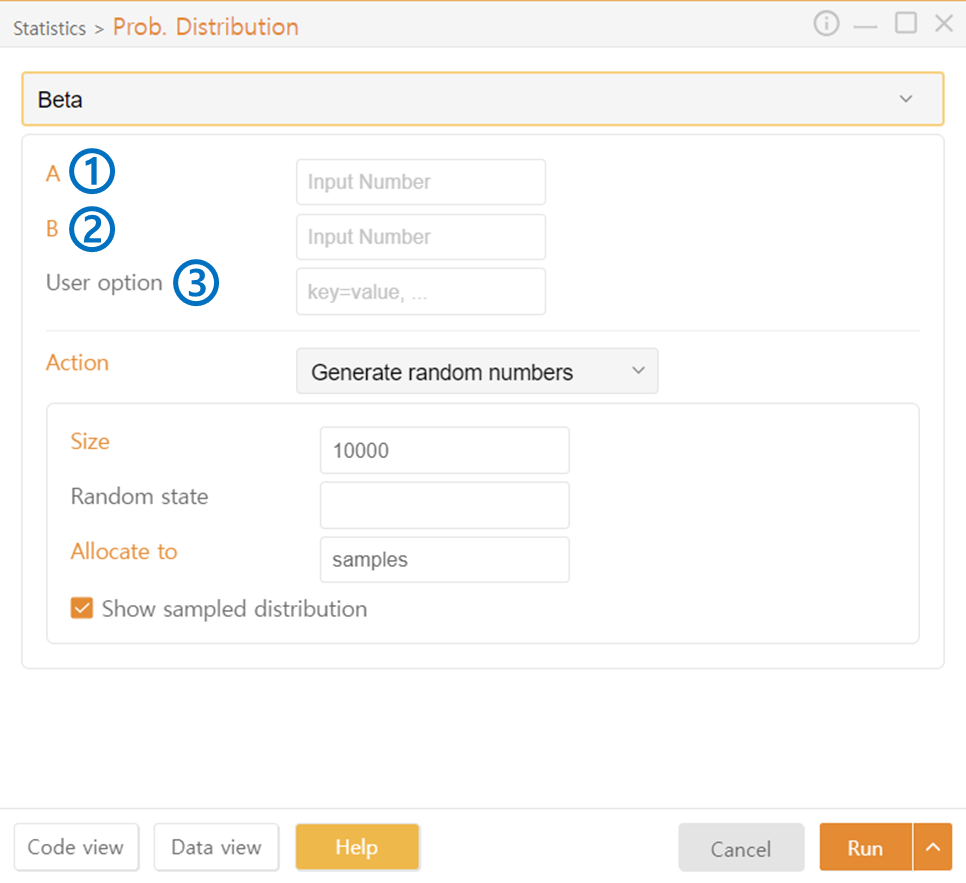 Statistics > Prob. Distribution
Beta
A ① Input Number
B ② Input Number
User option ③ key=value, ...
Action Generate random numbers
Size 10000
Random state
Allocate to samples
Show sampled distribution
Code view Data view Help Cancel Run